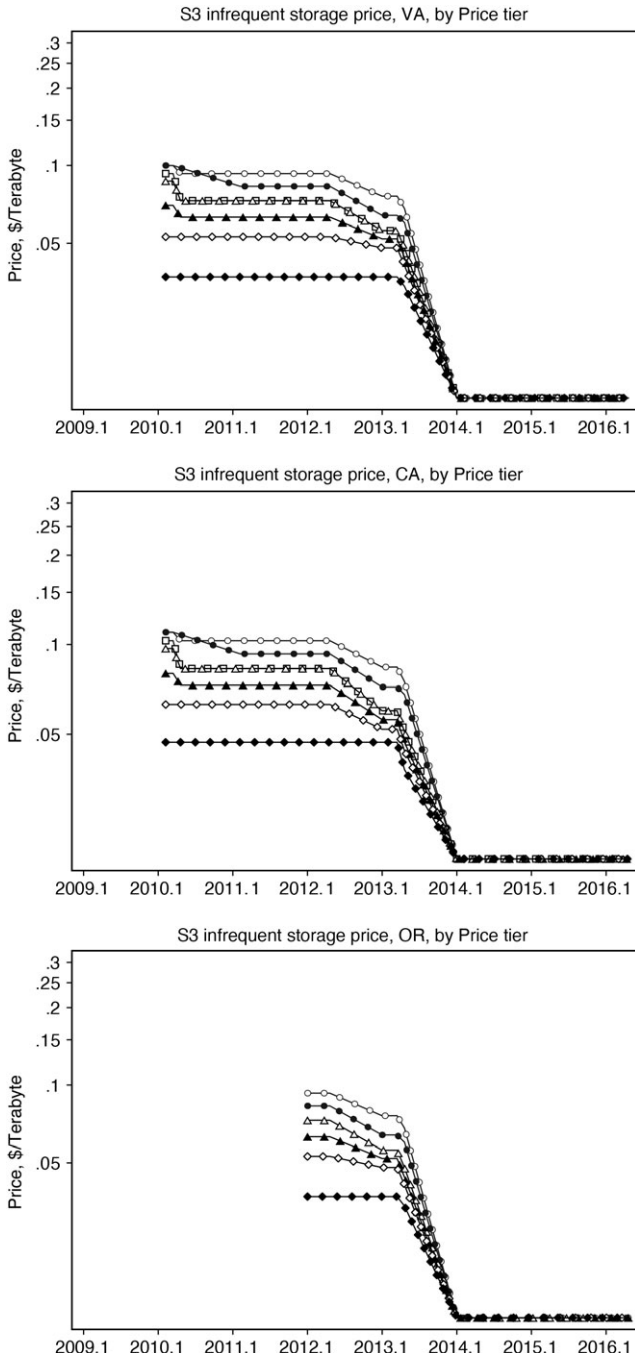 S3 infrequent storage price, VA, by Price tier
.3
.25
.2
.15
.1
.05
Price, $/Terabyte
2009.1 2010.1 2011.1 2012.1 2013.1 2014.1 2015.1 2016.1
S3 infrequent storage price, CA, by Price tier
.3
.25
.2
.15
.1
.05
Price, $/Terabyte
2009.1 2010.1 2011.1 2012.1 2013.1 2014.1 2015.1 2016.1
S3 infrequent storage price, OR, by Price tier
.3
.25
.2
.15
.1
.05
Price, $/Terabyte
2009.1 2010.1 2011.1 2012.1 2013.1 2014.1 2015.1 2016.1